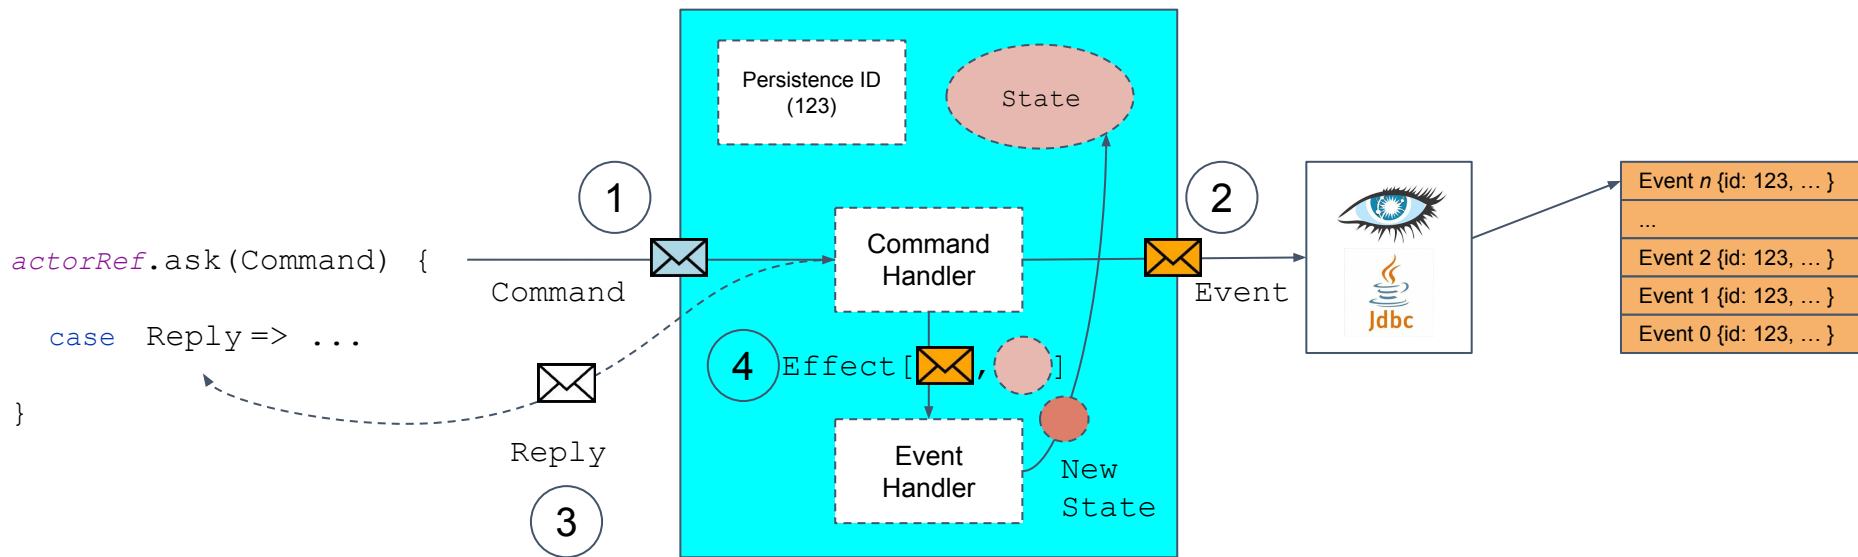 Persistence ID
(123)
State
1
2
Event n {id: 123, … }
...
Event 2 {id: 123, … }
Event 1 {id: 123, … }
Event 0 {id: 123, … }
actorRef.ask(Command) {
case Reply => ...
}
Command
Command
Handler
Event
Jdbc
4
Effect[ , ]
Reply
3
Event
Handler
New
State